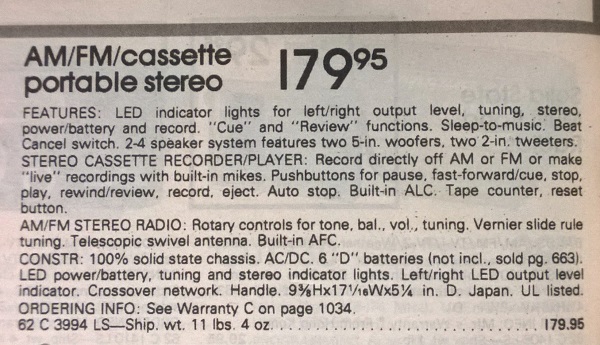 AM/FM/cassette
portable stereo 179⁹⁵
FEATURES: LED indicator lights for left/right output level, tuning, stereo,
power/battery and record. "Cue" and "Review" functions. Sleep-to-music. Beat
Cancel switch. 2-4 speaker system features two 5-in. woofers, two 2-in. tweeters.
STEREO CASSETTE RECORDER/PLAYER: Record directly off AM or FM or make
"live" recordings with built-in mikes. Pushbuttons for pause, fast-forward/cue, stop,
play, rewind/review, record, eject. Auto stop. Built-in ALC. Tape counter, reset
button.
AM/FM STEREO RADIO: Rotary controls for tone, bal., vol., tuning. Vernier slide rule
tuning. Telescopic swivel antenna. Built-in AFC.
CONSTR: 100% solid state chassis. AC/DC. 6 "D" batteries (not incl., sold pg. 663).
LED power/battery, tuning and stereo indicator lights. Left/right LED output level
indicator. Crossover network. Handle. 9⅜Hx17¹/₁₆Wx5¼ in. D. Japan. UL listed.
ORDERING INFO: See Warranty C on page 1034.
62 C 3994 LS—Ship. wt. 11 lbs. 4 oz. 179.95